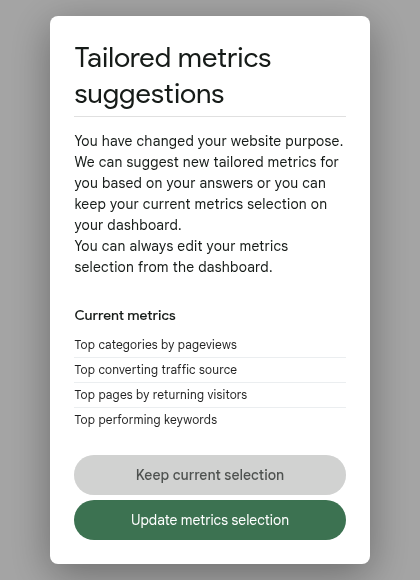 Tailored metrics
suggestions
You have changed your website purpose.
We can suggest new tailored metrics for
you based on your answers or you can
keep your current metrics selection on
your dashboard.
You can always edit your metrics
selection from the dashboard.
Current metrics
Top categories by pageviews
Top converting traffic source
Top pages by returning visitors
Top performing keywords
Keep current selection
Update metrics selection